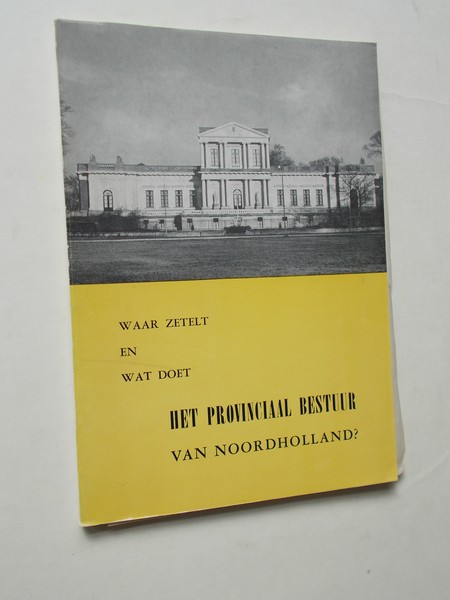 WAAR ZETELT
EN
WAT DOET
HET PROVINCIAAL BESTUUR
VAN NOORDHOLLAND?